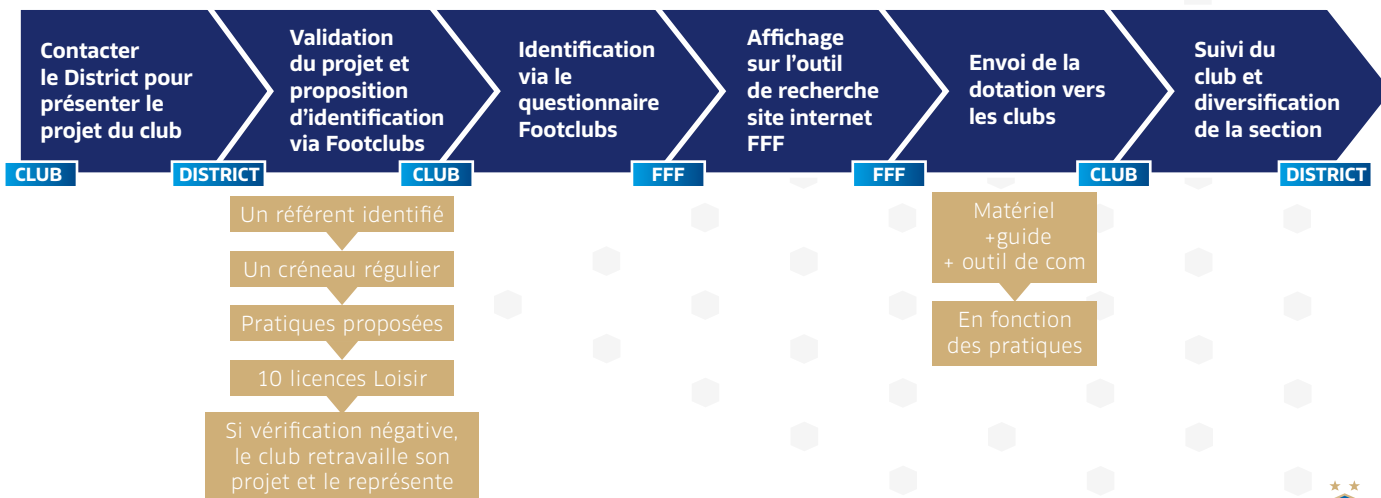 Contacter
le District pour
présenter le
projet du club
Validation
du projet et
proposition
d'identification
via Footclubs
Identification
via le
questionnaire
Footclubs
Affichage
sur l'outil
de recherche
site internet
FFF
Envoi de la
dotation vers
les clubs
Suivi du
club et
diversification
de la section
CLUB
DISTRICT
CLUB
FFF
FFF
CLUB
DISTRICT
Un référent identifié
Un créneau régulier
Pratiques proposées
10 licences Loisir
Si vérification négative,
le club retravaille son
projet et le représente
Matériel
+guide
+ outil de com
En fonction
des pratiques